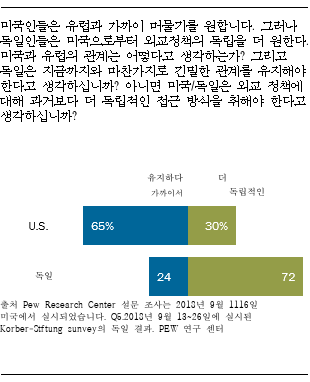 미국인들은 유럽과 가까이 머물기를 원합니다. 그러나
독일인들은 미국으로부터 외교정책의 독립을 더 원한다.
미국과 유럽의 관계는 어떻다고 생각하는가? 그리고
독일은 지금까지와 마찬가지로 긴밀한 관계를 유지해야
한다고 생각하십니까? 아니면 미국/독일은 외교 정책에
대해 과거보다 더 독립적인 접근 방식을 취해야 한다고
생각하십니까?
유지하다 더
가까이서 독립적인
U.S. 65% 30%
독일 24 72
출처 Pew Research Center 설문 조사는 2018년 9월 1116일
미국에서 실시되었습니다. Q5.2018년 9월 13~26일에 실시된
Korber-Stftung survey의 독일 결과. PEW 연구 센터